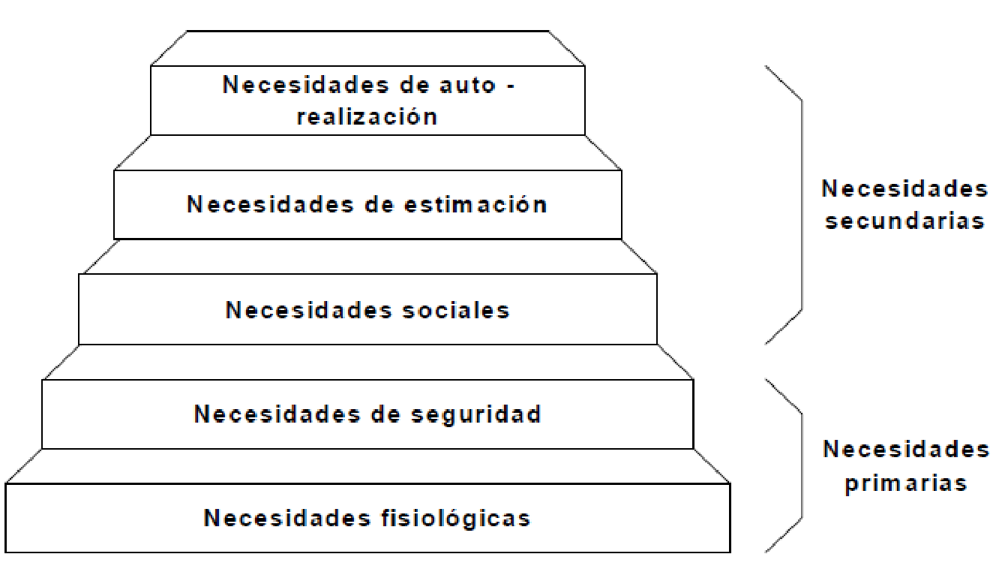 Necesidades de auto -
realización
Necesidades de estimación
Necesidades
secundarias
Necesidades sociales
Necesidades de seguridad
Necesidades
primarias
Necesidades fisiológicas